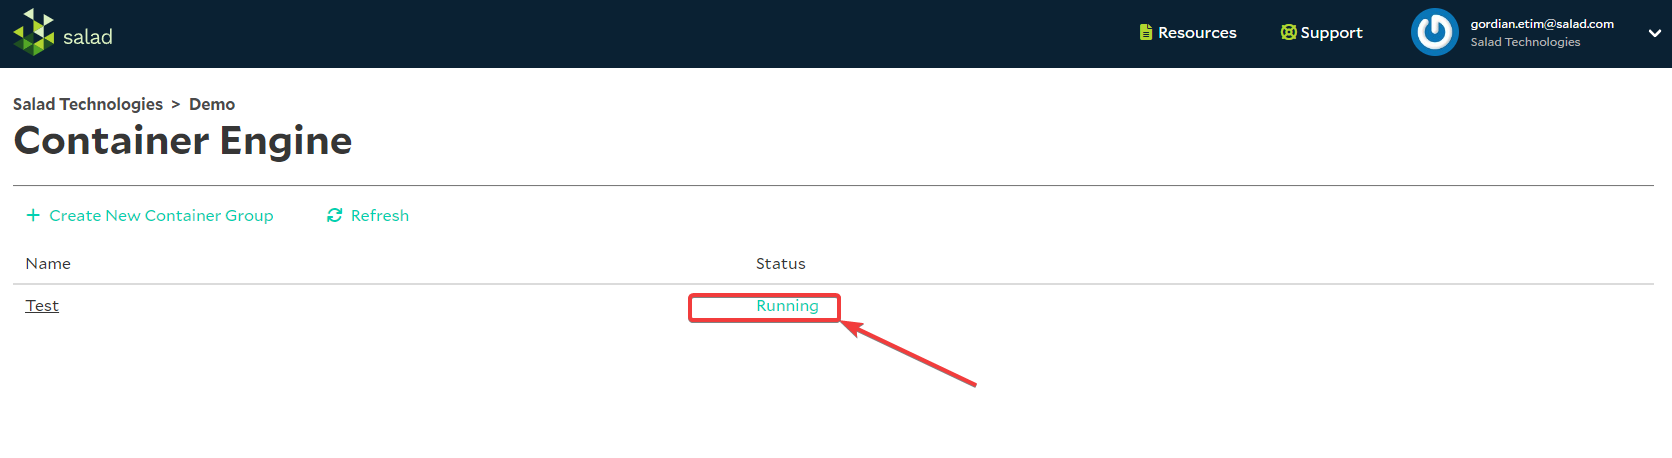 salad
Resources
Support
gordian.etim@salad.com
Salad Technologies
Salad Technologies > Demo
Container Engine
+ Create New Container Group
Refresh
Name Status
Test Running